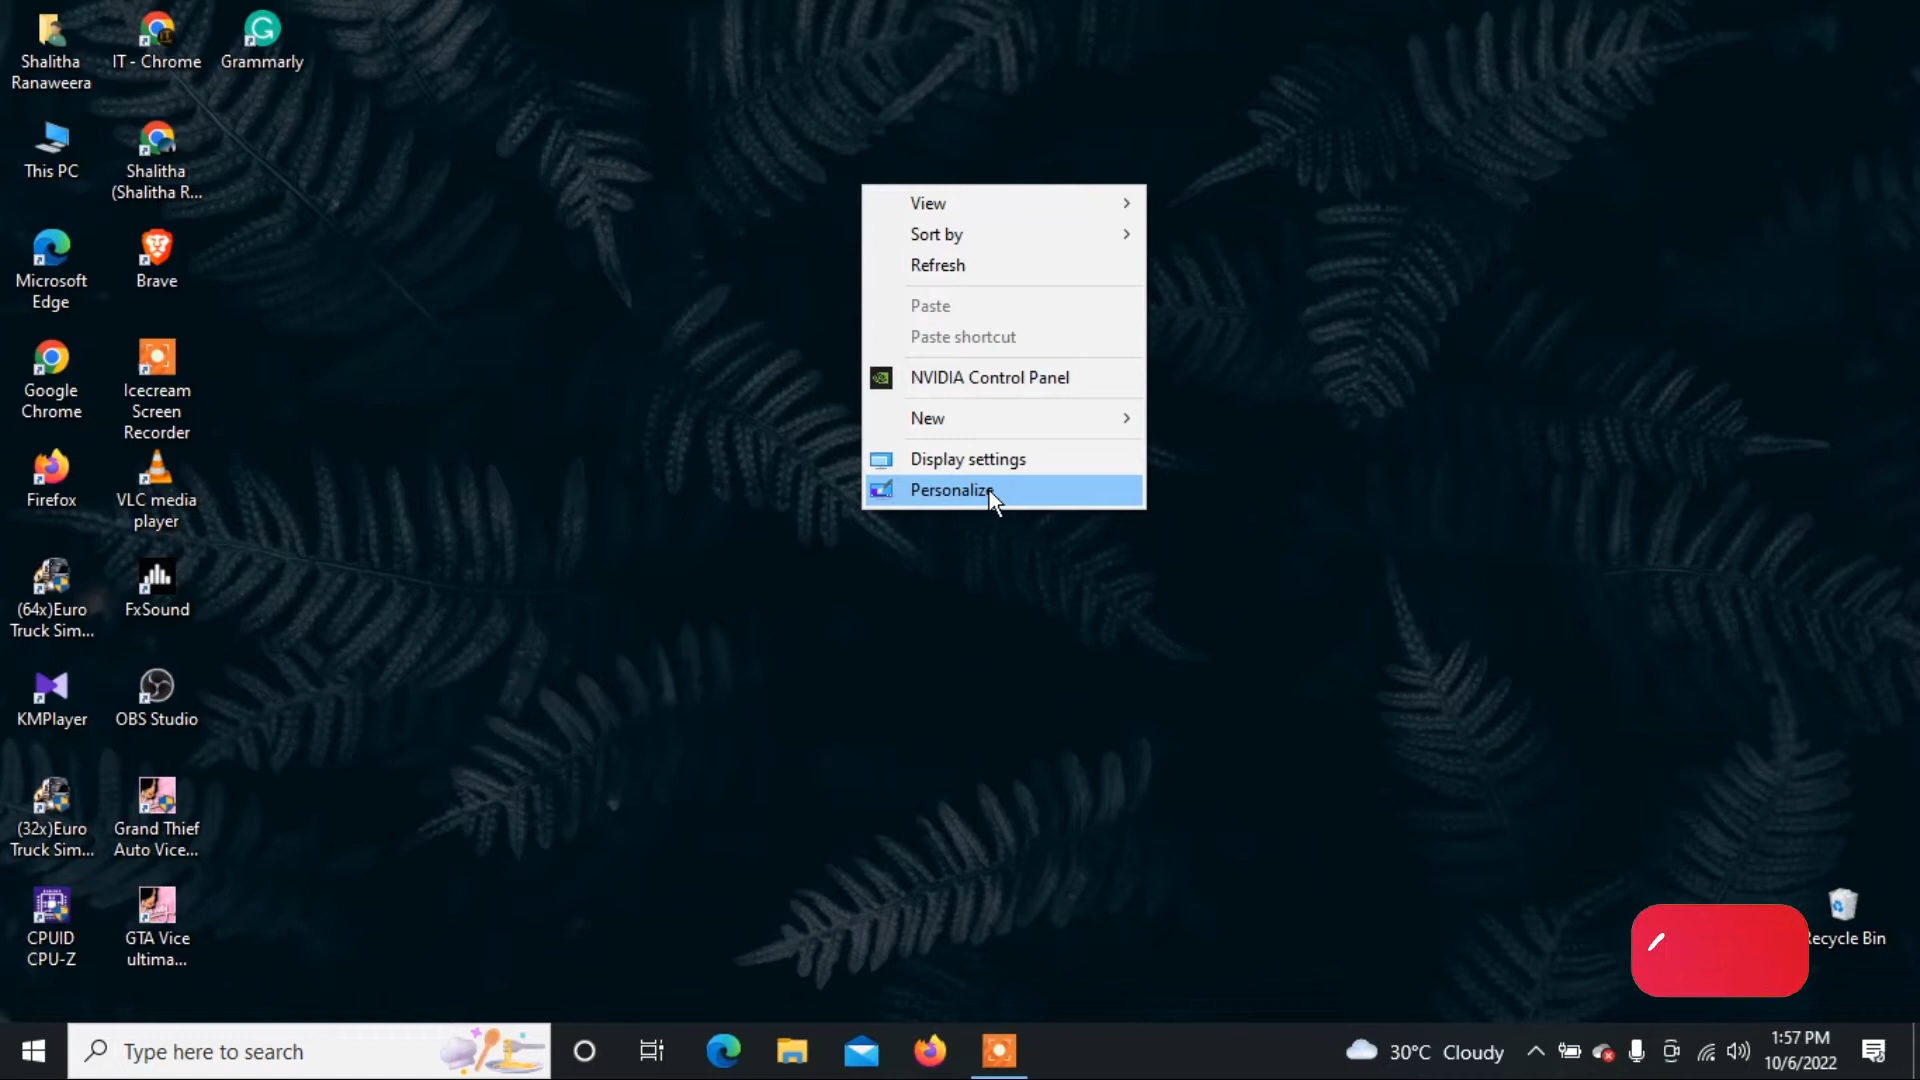 Shalitha
Ranaweera
IT - Chrome
Grammarly
This PC
Shalitha
(Shalitha R...
Microsoft
Edge
Brave
Google
Chrome
Icecream
Screen
Recorder
Firefox
VLC media
player
(64x)Euro
Truck Sim...
FxSound
KMPlayer
OBS Studio
(32x)Euro
Truck Sim...
Grand Thief
Auto Vice...
CPUID
CPU-Z
GTA Vice
ultima...
View
Sort by
Refresh
Paste
Paste shortcut
NVIDIA Control Panel
New
Display settings
Personalize
Recycle Bin
Type here to search
30°C Cloudy
1:57 PM
10/6/2022